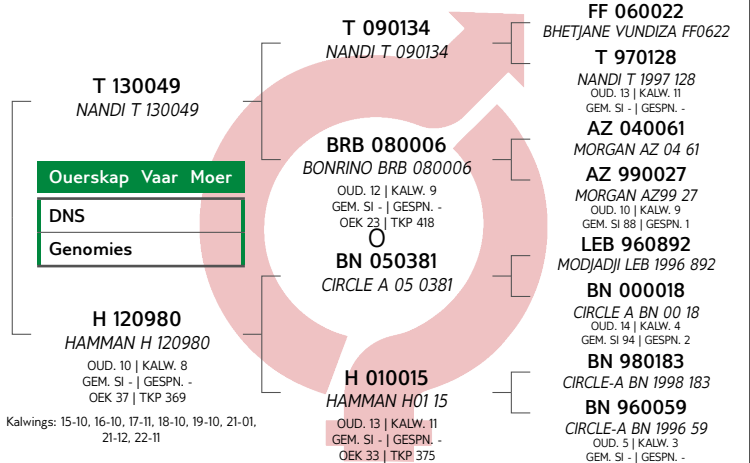 T 130049
NANDI T 130049
Ouerskap Vaar Moer
DNS
Genomies
H 120980
HAMMAN H 120980
OUD. 10 | KALW. 8
GEM. SI - | GESPN. -
OEK 37 | TKP 369
Kalwings: 15-10, 16-10, 17-11, 18-10, 19-10, 21-01,
21-12, 22-11
T 090134
NANDI T 090134
BRB 080006
BONRINO BRB 080006
OUD. 12 | KALW. 9
GEM. SI - | GESPN. -
OEK 23 | TKP 418
O
BN 050381
CIRCLE A 05 0381
H 010015
HAMMAN H01 15
OUD. 13 | KALW. 11
GEM. SI - | GESPN. -
OEK 33 | TKP 375
FF 060022
BHETJANE VUNDIZA FF0622
T 970128
NANDI T 1997 128
OUD. 13 | KALW. 11
GEM. SI - | GESPN. -
AZ 040061
MORGAN AZ 04 61
AZ 990027
MORGAN AZ99 27
OUD. 10 | KALW. 9
GEM. SI 88 | GESPN. 1
LEB 960892
MODJADJI LEB 1996 892
BN 000018
CIRCLE A BN 00 18
OUD. 14 | KALW. 4
GEM. SI 94 | GESPN. 2
BN 980183
CIRCLE-A BN 1998 183
BN 960059
CIRCLE-A BN 1996 59
OUD. 5 | KALW. 3
GEM. SI - | GESPN. -